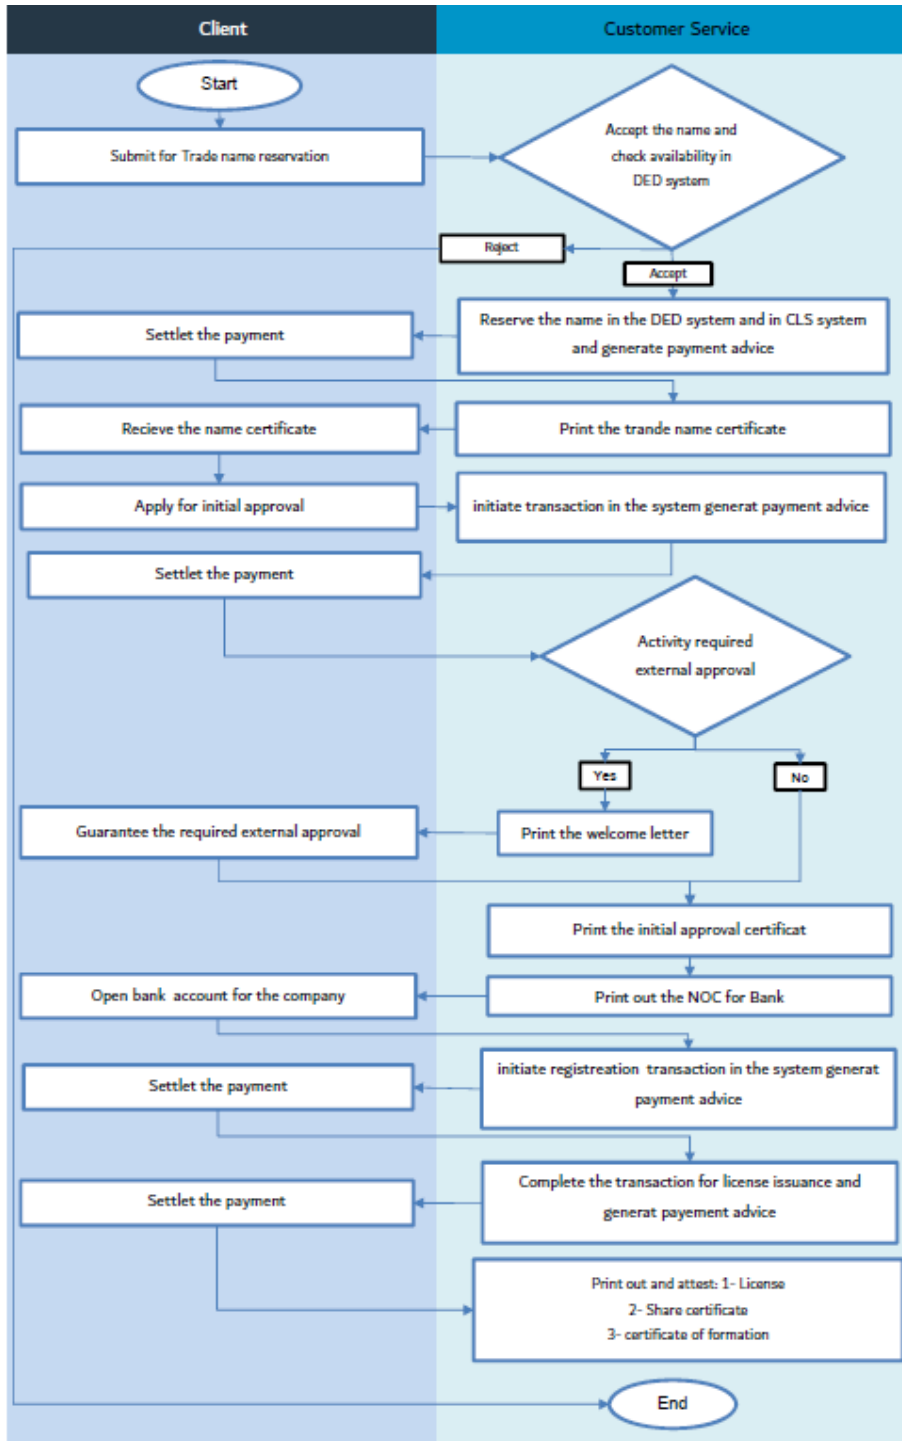 Client
Customer Service
Start
Submit for Trade name reservation
Accept the name and
check availability in
DED system
Reject
Accept
Reserve the name in the DED system and in CLS system
and generate payment advice
Settlet the payment
Print the trande name certificate
Recieve the name certificate
Apply for initial approval
initiate transaction in the system generat payment advice
Settlet the payment
Activity required
external approval
Yes
No
Print the welcome letter
Guarantee the required external approval
Print the initial approval certificat
Print out the NOC for Bank
Open bank account for the company
initiate registreation transaction in the system generat
payment advice
Settlet the payment
Complete the transaction for license issuance and
generat payement advice
Settlet the payment
Print out and attest: 1- License
2- Share certificate
3- certificate of formation
End